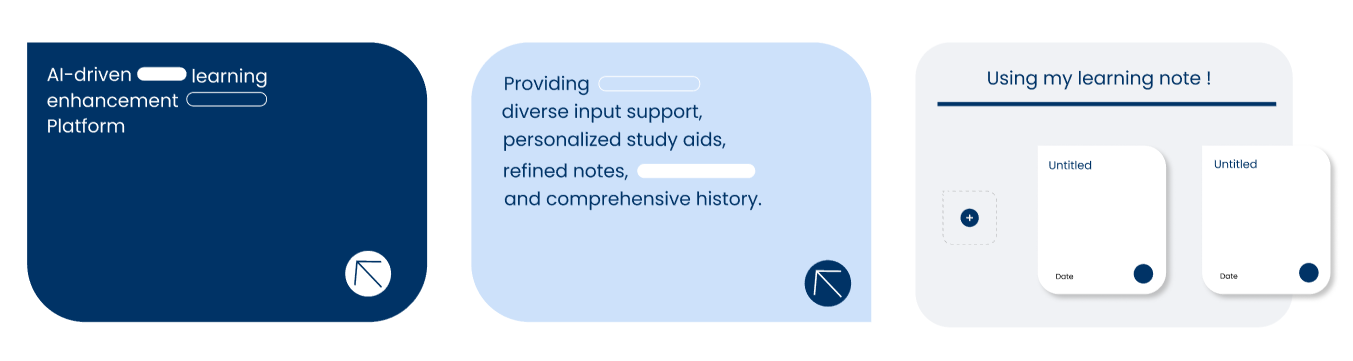 AI-driven learning
enhancement
Platform
Providing
diverse input support,
personalized study aids,
refined notes,
and comprehensive history.
Using my learning note !
Untitled
Date
Untitled
Date